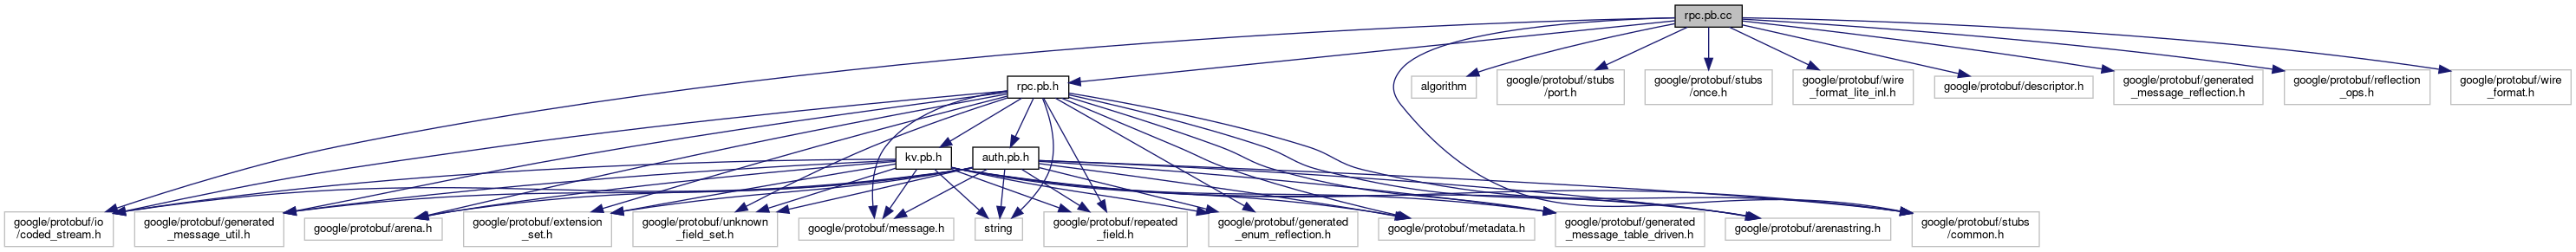 rpc.pb.cc
rpc.pb.h
algorithm
google/protobuf/stubs
/port.h
google/protobuf/stubs
/once.h
google/protobuf/wire
_format_lite_inl.h
google/protobuf/descriptor.h
google/protobuf/generated
_message_reflection.h
google/protobuf/reflection
_ops.h
google/protobuf/wire
_format.h
kv.pb.h
auth.pb.h
google/protobuf/io
/coded_stream.h
google/protobuf/generated
_message_util.h
google/protobuf/arena.h
google/protobuf/extension
_set.h
google/protobuf/unknown
_field_set.h
google/protobuf/message.h
string
google/protobuf/repeated
_field.h
google/protobuf/generated
_enum_reflection.h
google/protobuf/metadata.h
google/protobuf/generated
_message_table_driven.h
google/protobuf/arenastring.h
google/protobuf/stubs
/common.h